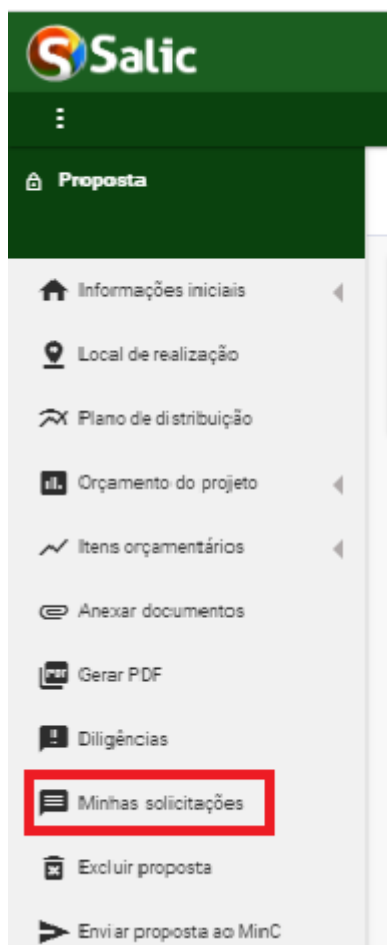 Salic
Proposta
Informações iniciais
Local de realização
Plano de distribuição
Orçamento do projeto
Itens orçamentários
Anexar documentos
PDF Gerar PDF
Diligências
Minhas solicitações
Excluir proposta
Enviar proposta ao MinC